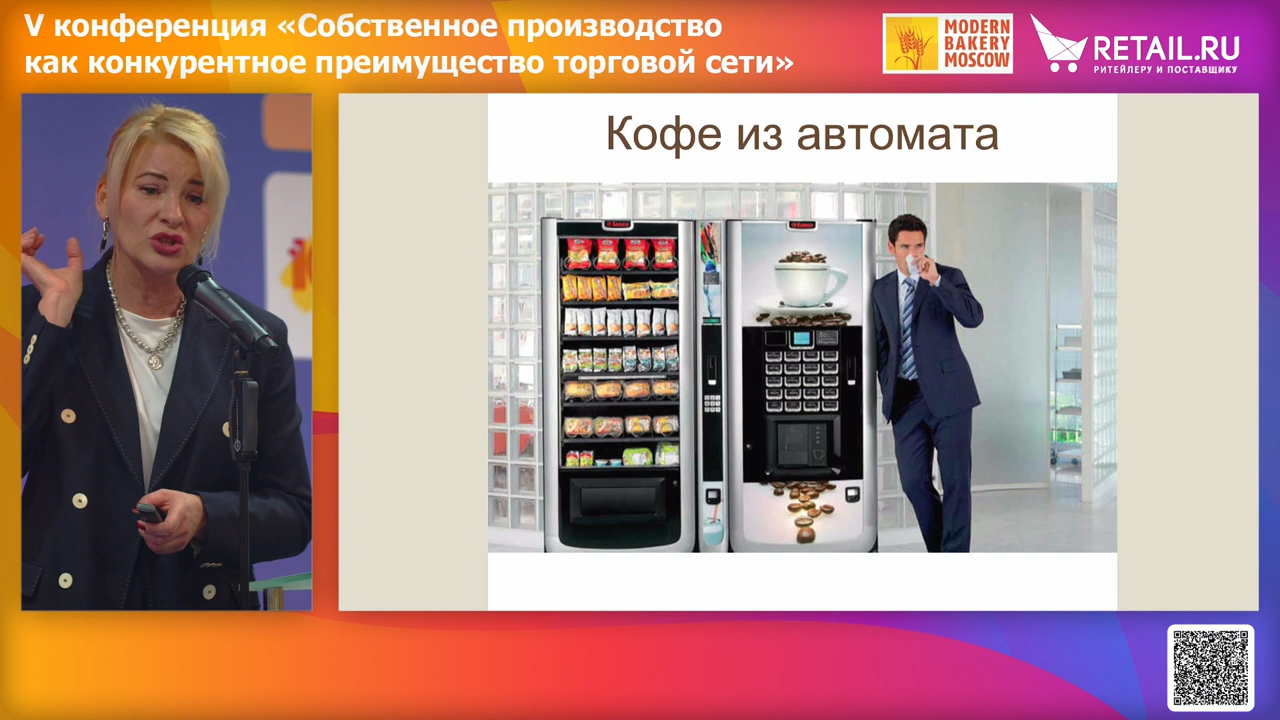 V конференция «Собственное производство
как конкурентное преимущество торговой сети»
MODERN
BAKERY
MOSCOW
RETAIL.RU
РИТЕЙЛЕРУ И ПОСТАВЩИКУ
Кофе из автомата